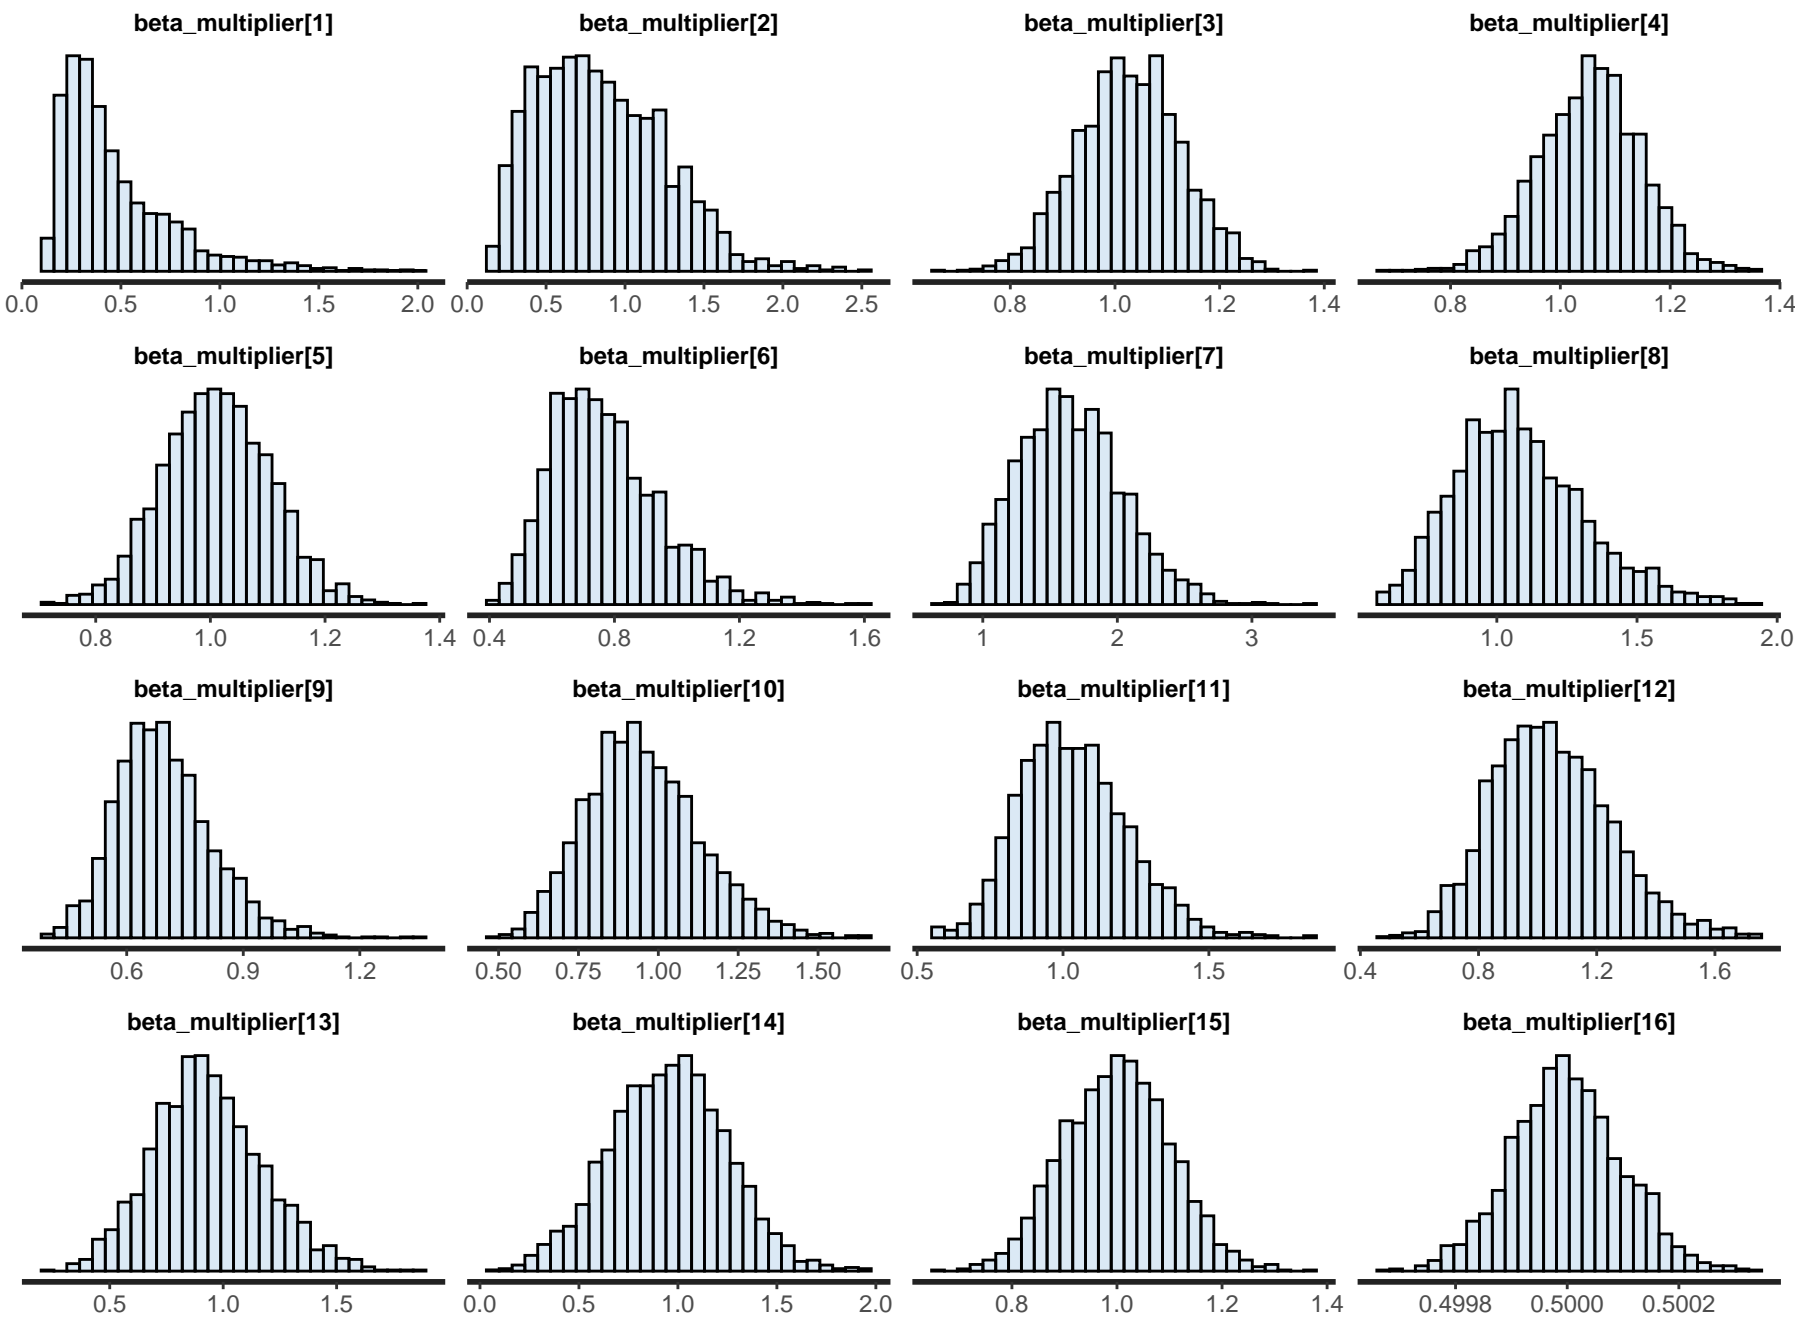 beta_multiplier[1] beta_multiplier[2] beta_multiplier[3] beta_multiplier[4]
0.0 0.5 1.0 1.5 2.0 0.0 0.5 1.0 1.5 2.0 2.5 0.8 1.0 1.2 1.4 0.8 1.0 1.2 1.4
beta_multiplier[5] beta_multiplier[6] beta_multiplier[7] beta_multiplier[8]
0.8 1.0 1.2 1.4 0.4 0.8 1.2 1.6 1 2 3 1.0 1.5 2.0
beta_multiplier[9] beta_multiplier[10] beta_multiplier[11] beta_multiplier[12]
0.6 0.9 1.2 0.50 0.75 1.00 1.25 1.50 0.5 1.0 1.5 0.4 0.8 1.2 1.6
beta_multiplier[13] beta_multiplier[14] beta_multiplier[15] beta_multiplier[16]
0.5 1.0 1.5 0.0 0.5 1.0 1.5 2.0 0.8 1.0 1.2 1.4 0.4998 0.5000 0.5002